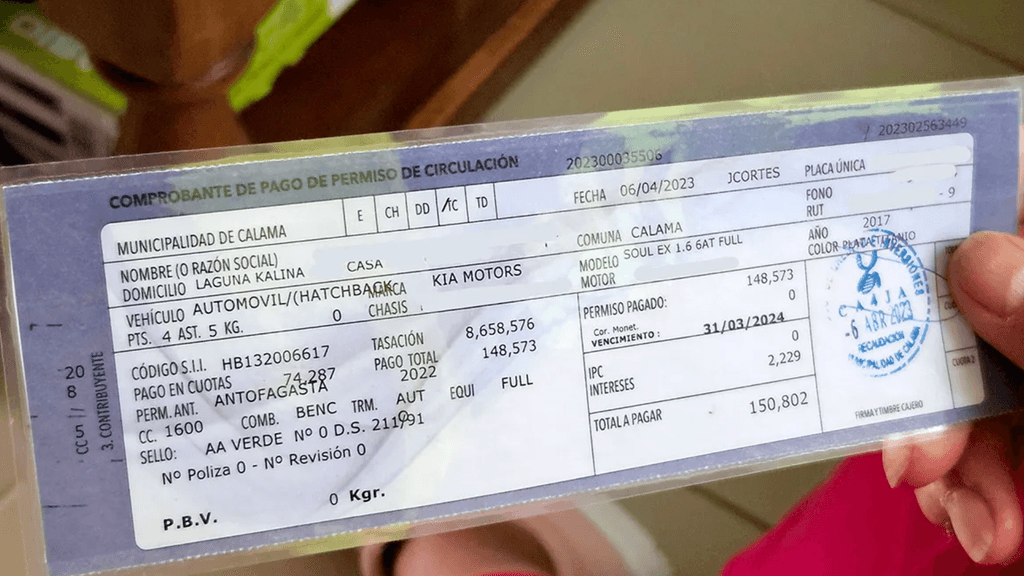 202302563449
COMPROBANTE DE PAGO DE PERMISO DE CIRCULACIÓN 202300035506
MUNICIPALIDAD DE CALAMA E CH DD /IC TD FECHA 06/04/2023 JCORTES PLACA ÚNICA
NOMBRE (O RAZÓN SOCIAL) COMUNA CALAMA FONO
RUT - 9
DOMICILIO LAGUNA KALINA CASA MODELO SOUL EX 1.6 6AT FULL AÑO 2017
VEHÍCULO AUTOMOVIL/(HATCHBACK MARCA KIA MOTORS MOTOR COLOR
PTS. 4 AST. 5 KG. 0 CHASIS
PERMISO PAGADO: 148,573
CÓDIGO S.I.I. HB132006617 TASACIÓN 8,658,576 Cor. Monet. 0
PAGO EN CUOTAS 74,287 PAGO TOTAL 148,573 VENCIMIENTO: 31/03/2024
PERM. ANT. ANTOFAGASTA 2022 IPC 0
CC. 1600 COMB. BENC TRM. AUT EQUI FULL INTERESES 2,229
SELLO: AA VERDE Nº 0 D.S. 211/91 TOTAL A PAGAR 150,802
Nº Poliza 0 - Nº Revisión 0
P.B.V. 0 Kgr.
CAJA
6 ABR 2023
RECAUDACIÓN
FIRMA Y TIMBRE CAJERO
3. CONTRIBUYENTE